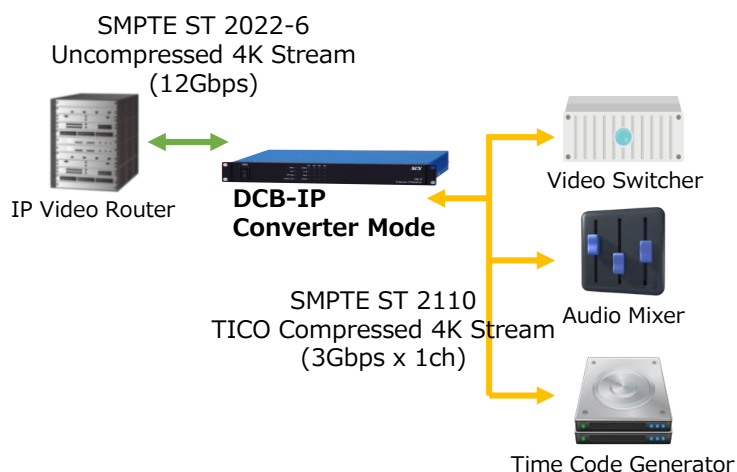 SMPTE ST 2022-6
Uncompressed 4K Stream
(12Gbps)
IP Video Router
DCB-IP
Converter Mode
Video Switcher
SMPTE ST 2110
TICO Compressed 4K Stream
(3Gbps x 1ch)
Audio Mixer
Time Code Generator